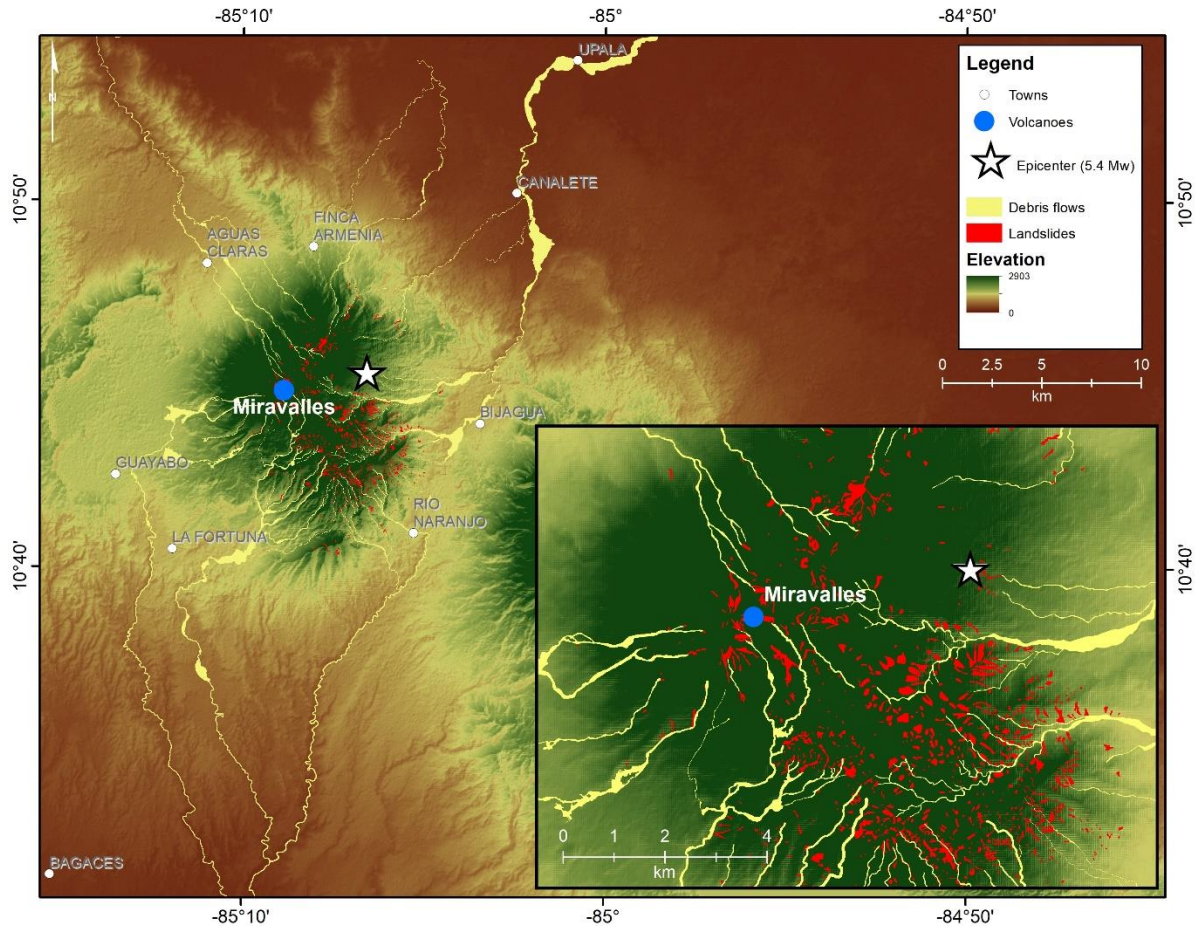 -85°10'
-85°
-84°50'
UPALA
Legend
Towns
Volcanoes
Epicenter (5.4 Mw)
Debris flows
Landslides
Elevation
2903
0
0 2.5 5 10
km
N
CANALETE
10°50'
10°50'
FINCA
ARMENIA
AGUAS
CLARAS
Miravalles
BIJAGUA
GUAYABO
RIO
NARANJO
LA FORTUNA
10°40'
10°40'
Miravalles
0 1 2 4
km
BAGACES
-85°10'
-85°
-84°50'